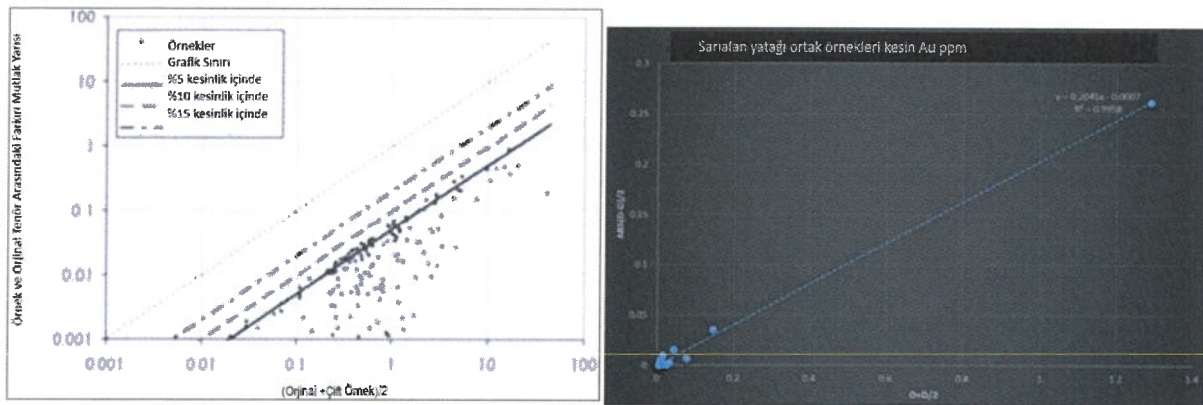 100
10
1
0.1
0.01
0.001
Örnekler
Grafik Sınırı
%5 kesinlik içinde
%10 kesinlik içinde
%15 kesinlik içinde
Örnek ve Orjinal Tenör Arasındaki Farkın Mutlak Yarısı
0.001 0.01 0.1 1 10 100
(Orjinal +Çift Örnek)/2
Sarıalan yatağı ortak örnekleri kesin Au ppm
0.3
0.25
0.2
0.15
0.1
0.05
0
0 0.2 0.4 0.6 0.8 1 1.2 1.4